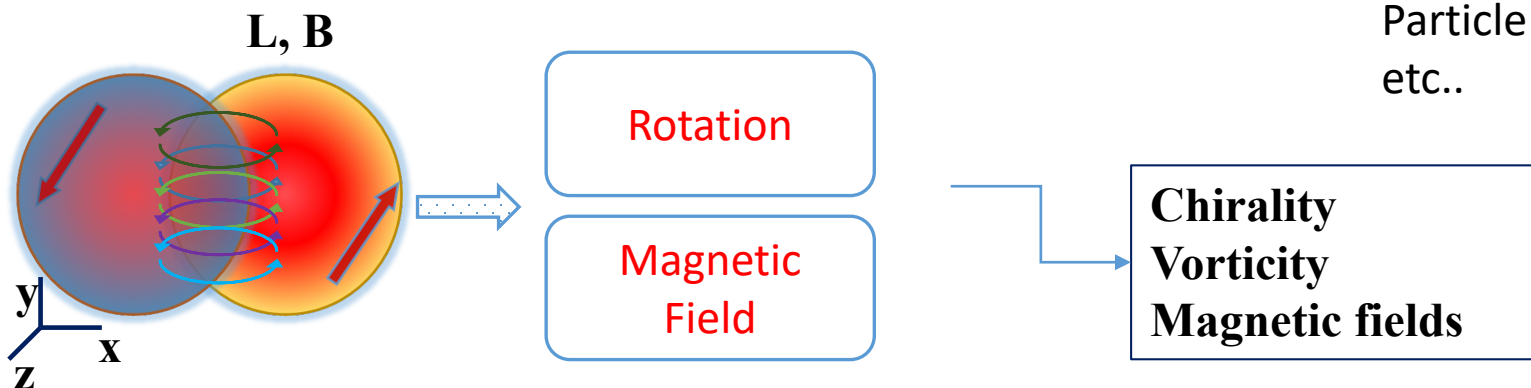 L, B
Particle
etc..
Rotation
Magnetic
Field
Chirality
Vorticity
Magnetic fields
y
x
z